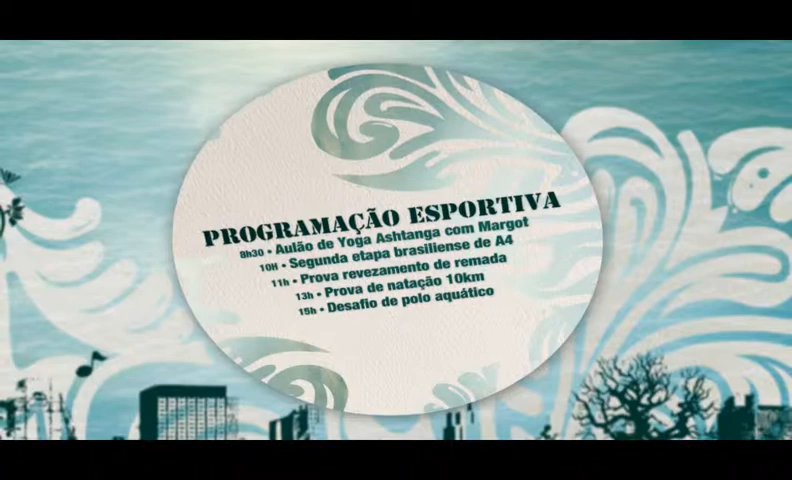 PROGRAMAÇÃO ESPORTIVA
8h30 • Aulão de Yoga Ashtanga com Margot
10H • Segunda etapa brasiliense de A4
11h • Prova revezamento de remada
13h • Prova de natação 10km
15h • Desafio de polo aquático